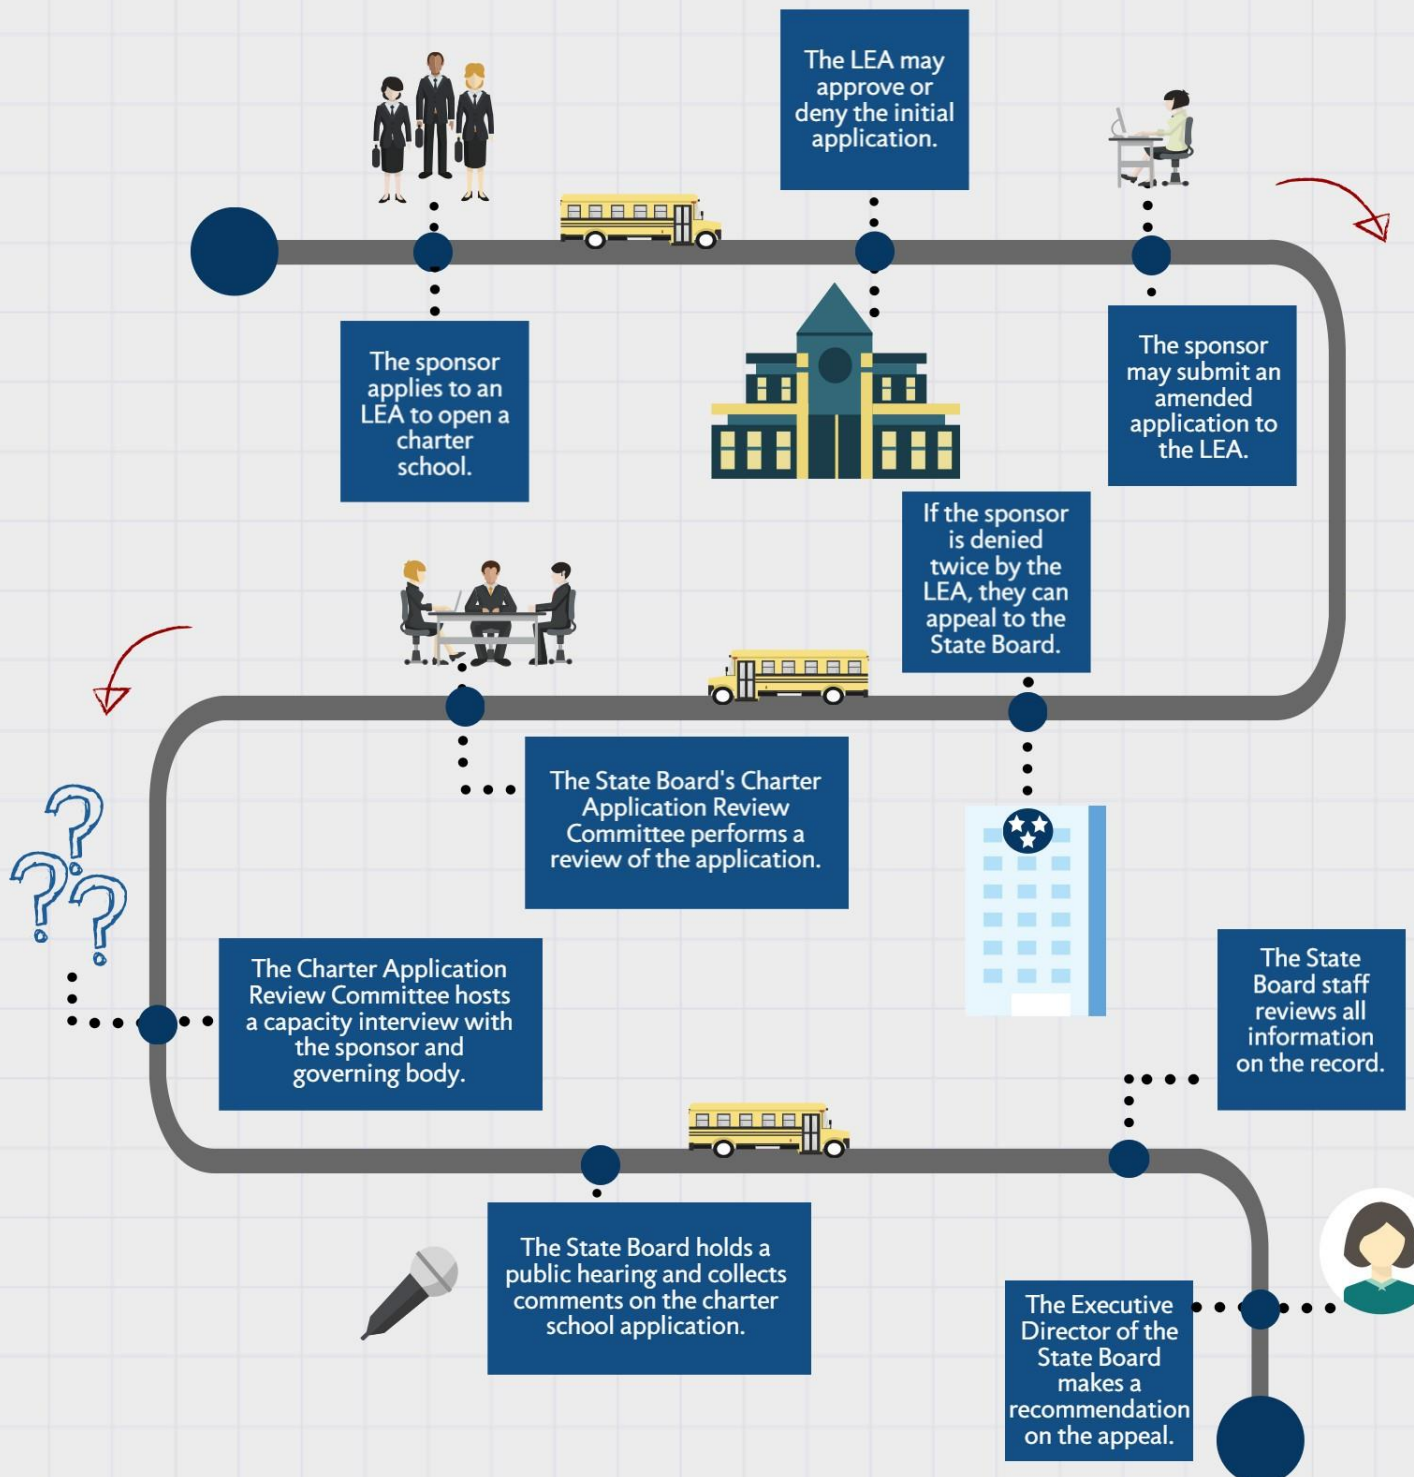 The sponsor
applies to an
LEA to open a
charter
school.
The LEA may
approve or
deny the initial
application.
The sponsor
may submit an
amended
application to
the LEA.
If the sponsor
is denied
twice by the
LEA, they can
appeal to the
State Board.
The State Board's Charter
Application Review
Committee performs a
review of the application.
???
The Charter Application
Review Committee hosts
a capacity interview with
the sponsor and
governing body.
The State Board holds a
public hearing and collects
comments on the charter
school application.
The State
Board staff
reviews all
information
on the record.
The Executive
Director of the
State Board
makes a
recommendation
on the appeal.